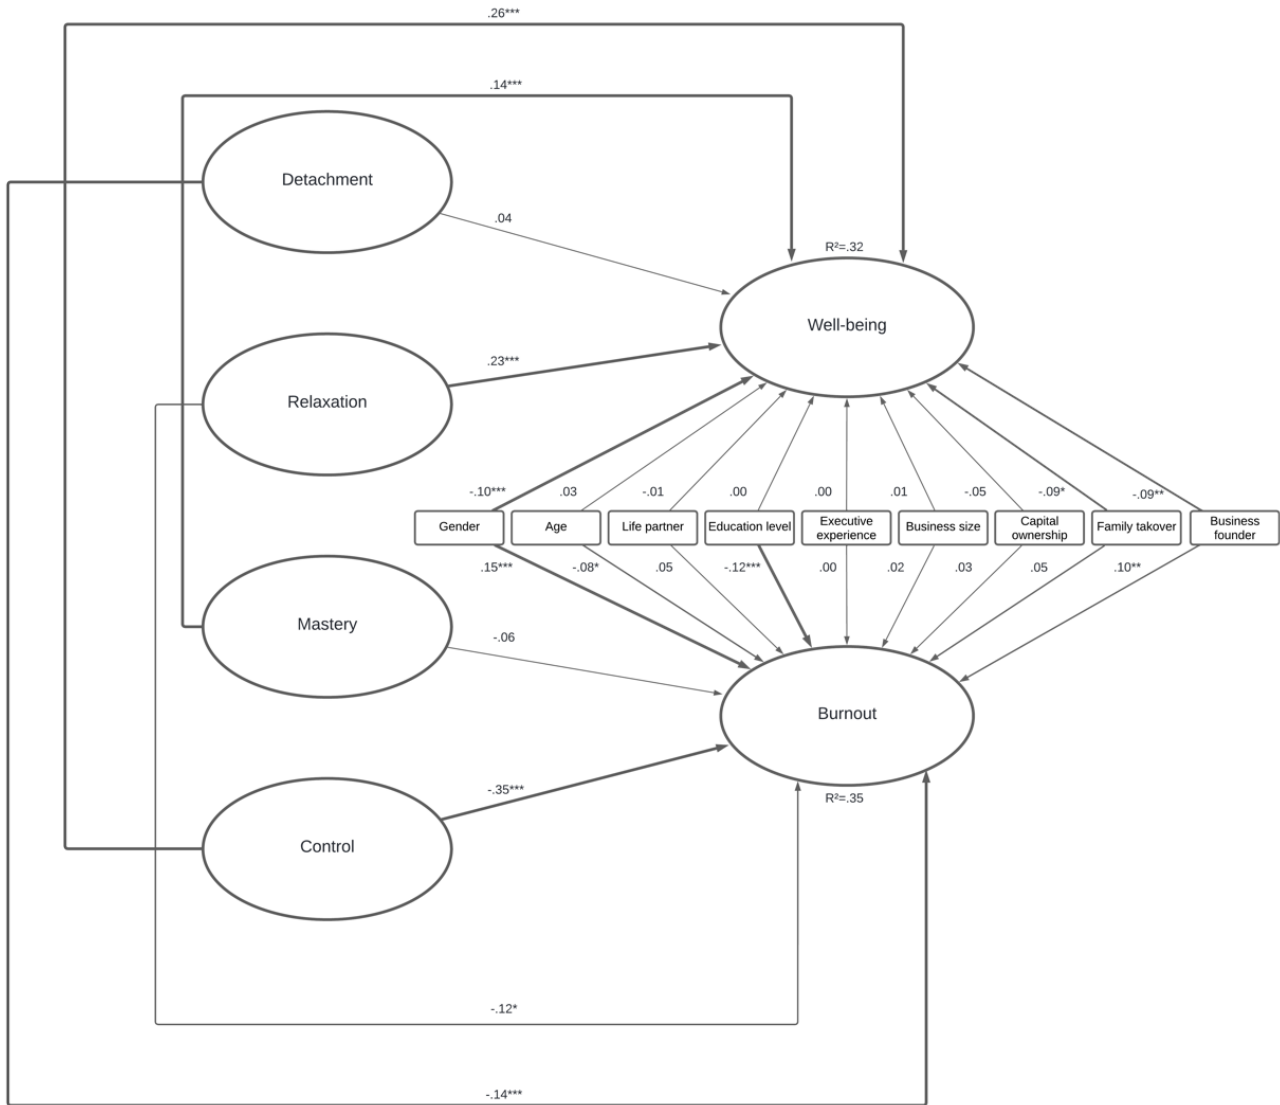 .26***
.14***
Detachment
.04
R²=.32
Well-being
.23***
Relaxation
-.10***
.03
-.01
.00
.00
.01
-.05
-.09*
-.09**
Gender
Age
Life partner
Education level
Executive
experience
Business size
Capital
ownership
Family takover
Business
founder
.15***
-.08*
.05
-.12***
.00
.02
.03
.05
.10**
Mastery
-.06
Burnout
R²=.35
-.35***
Control
-.12*
-.14***